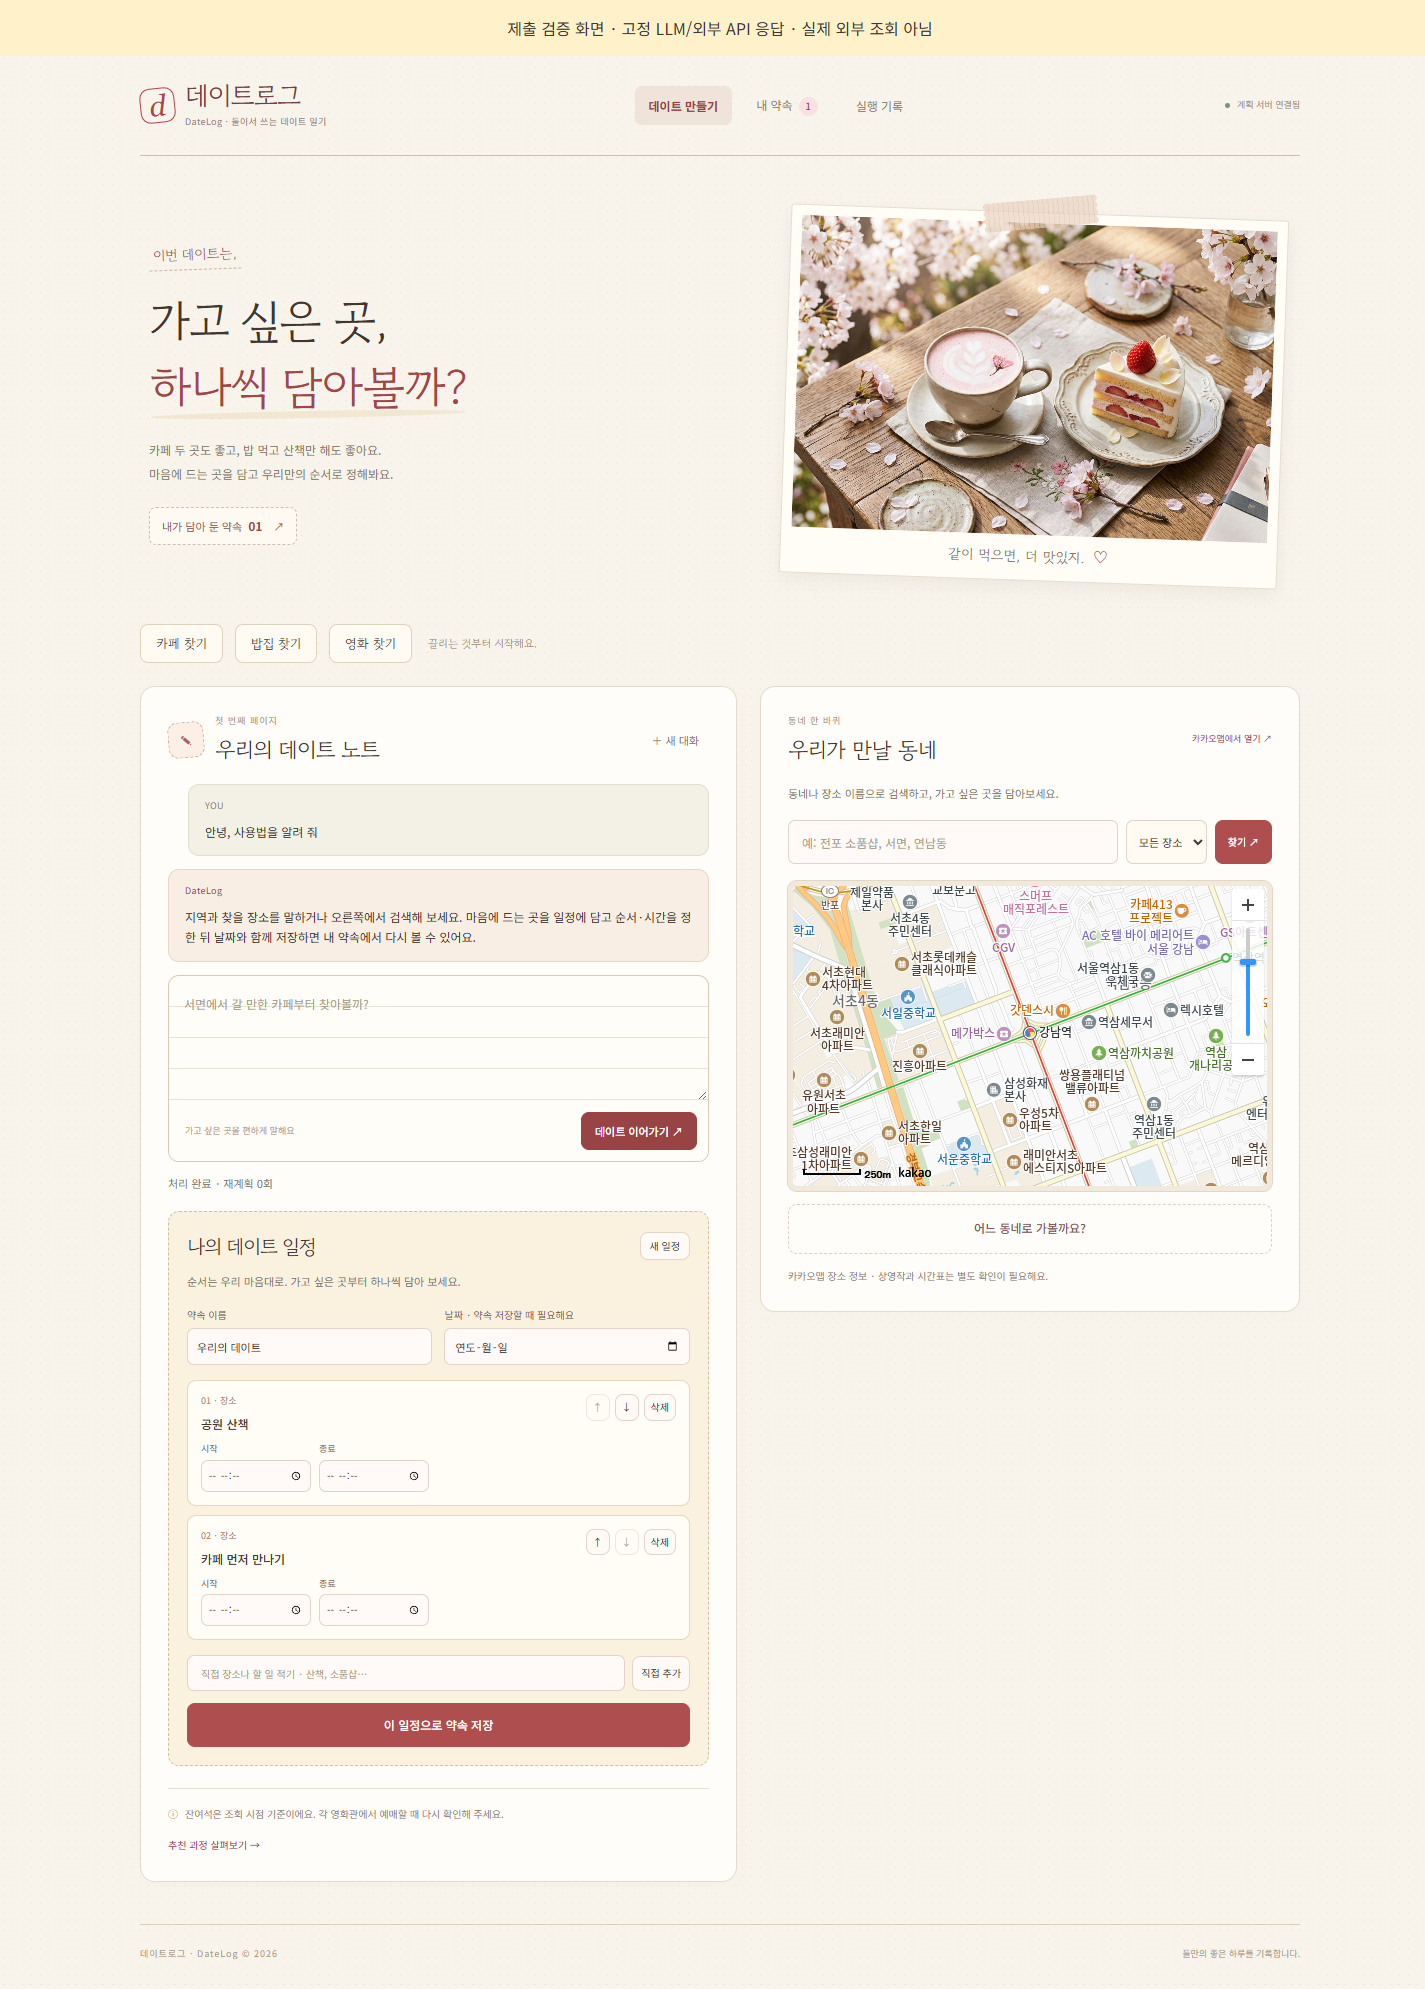 제출 검증 화면 · 고정 LLM/외부 API 응답 · 실제 외부 조회 아님
d
데이트로그
DateLog · 둘이서 쓰는 데이트 일기
데이트 만들기
내 약속 1
실행 기록
계획 서버 연결됨
이번 데이트는,
가고 싶은 곳,
하나씩 담아볼까?
카페 두 곳도 좋고, 밥 먹고 산책만 해도 좋아요.
마음에 드는 곳을 담고 우리만의 순서로 정해봐요.
내가 담아 둔 약속 01 ↗
같이 먹으면, 더 맛있지. ♡
카페 찾기
밥집 찾기
영화 찾기
끌리는 것부터 시작해요.
첫 번째 페이지
우리의 데이트 노트
+ 새 대화
YOU
안녕, 사용법을 알려 줘
DateLog
지역과 찾을 장소를 말하거나 오른쪽에서 검색해 보세요. 마음에 드는 곳을 일정에 담고 순서·시간을 정
한 뒤 날짜와 함께 저장하면 내 약속에서 다시 볼 수 있어요.
서면에서 갈 만한 카페부터 찾아볼까?
가고 싶은 곳을 편하게 말해요
데이트 이어가기 ↗
처리 완료 · 재계획 0회
나의 데이트 일정
새 일정
순서는 우리 마음대로. 가고 싶은 곳부터 하나씩 담아 보세요.
약속 이름
날짜 · 약속 저장할 때 필요해요
우리의 데이트
연도-월-일
01 · 장소
공원 산책
↑ ↓ 삭제
시작
종료
-- --:--
-- --:--
02 · 장소
카페 먼저 만나기
↑ ↓ 삭제
시작
종료
-- --:--
-- --:--
직접 장소나 할 일 적기 · 산책, 소품샵…
직접 추가
이 일정으로 약속 저장
ⓘ 잔여석은 조회 시점 기준이에요. 각 영화관에서 예매할 때 다시 확인해 주세요.
추천 과정 살펴보기 →
동네 한 바퀴
우리가 만날 동네
카카오맵에서 열기 ↗
동네나 장소 이름으로 검색하고, 가고 싶은 곳을 담아보세요.
예: 전포 소품샵, 서면, 연남동
모든 장소
찾기 ↗
IC
반포
제일약품
본사
교보문고
스머프
매직포레스트
카페413
프로젝트
학교
서초4동
주민센터
CGV
AC 호텔 바이 메리어트
서울 강남
서초현대
4차아파트
서초롯데캐슬
클래식아파트
서울역삼1동
우체국
서초4동
서일중학교
갓덴스시
렉시호텔
서초래미안
아파트
메가박스
강남역
역삼세무서
진흥아파트
역삼까치공원
역삼
개나리공
유원서초
아파트
삼성화재
본사
쌍용플래티넘
밸류아파트
우성5차
아파트
역삼1동
주민센터
서초한일
아파트
삼성래미안
1차아파트
서운중학교
래미안서초
에스티지S아파트
250m
kakao
어느 동네로 가볼까요?
카카오맵 장소 정보 · 상영작과 시간표는 별도 확인이 필요해요.
데이트로그 · DateLog © 2026
둘만의 좋은 하루를 기록합니다.